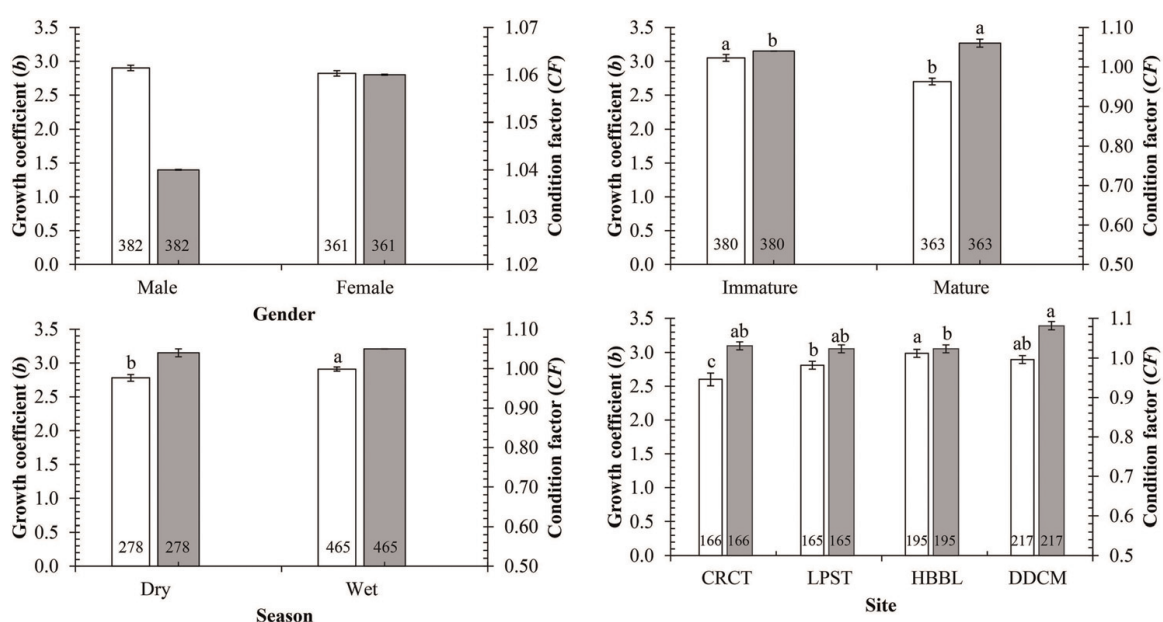 Growth coefficient (b)
3.5
3.0
2.5
2.0
1.5
1.0
0.5
0.0
382
382
361
361
Male
Female
Gender
1.07
1.06
1.05
1.04
1.03
1.02
Condition factor (CF)
Growth coefficient (b)
3.5
3.0
2.5
2.0
1.5
1.0
0.5
0.0
a
b
b
a
380
380
363
363
Immature
Mature
1.10
1.00
0.90
0.80
0.70
0.60
0.50
Condition factor (CF)
Growth coefficient (b)
3.5
3.0
2.5
2.0
1.5
1.0
0.5
0.0
b
a
278
278
465
465
Dry
Wet
Season
1.10
1.00
0.90
0.80
0.70
0.60
0.50
Condition factor (CF)
Growth coefficient (b)
3.5
3.0
2.5
2.0
1.5
1.0
0.5
0.0
c
ab
b
ab
a
b
ab
a
166
166
165
165
195
195
217
217
CRCT
LPST
HBBL
DDCM
Site
1.1
1.0
0.9
0.8
0.7
0.6
0.5
Condition factor (CF)